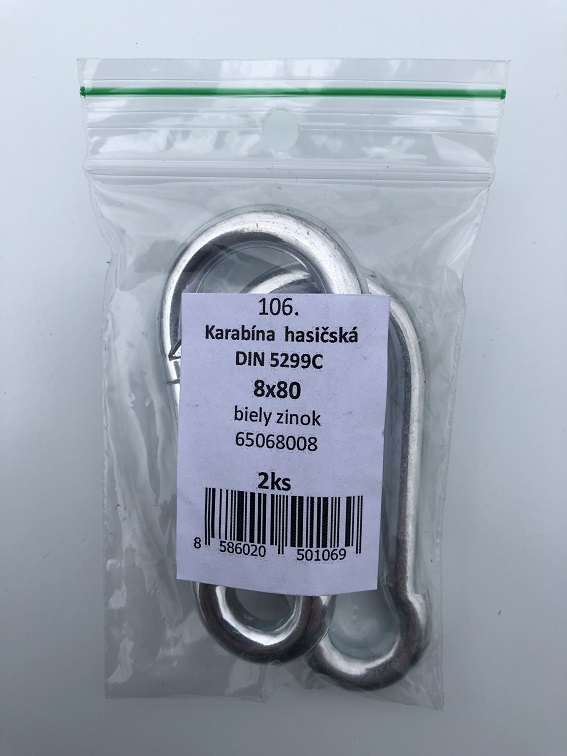 106.
Karabína hasičská
DIN 5299C
8x80
biely zinok
65068008
2ks
8 586020 501069